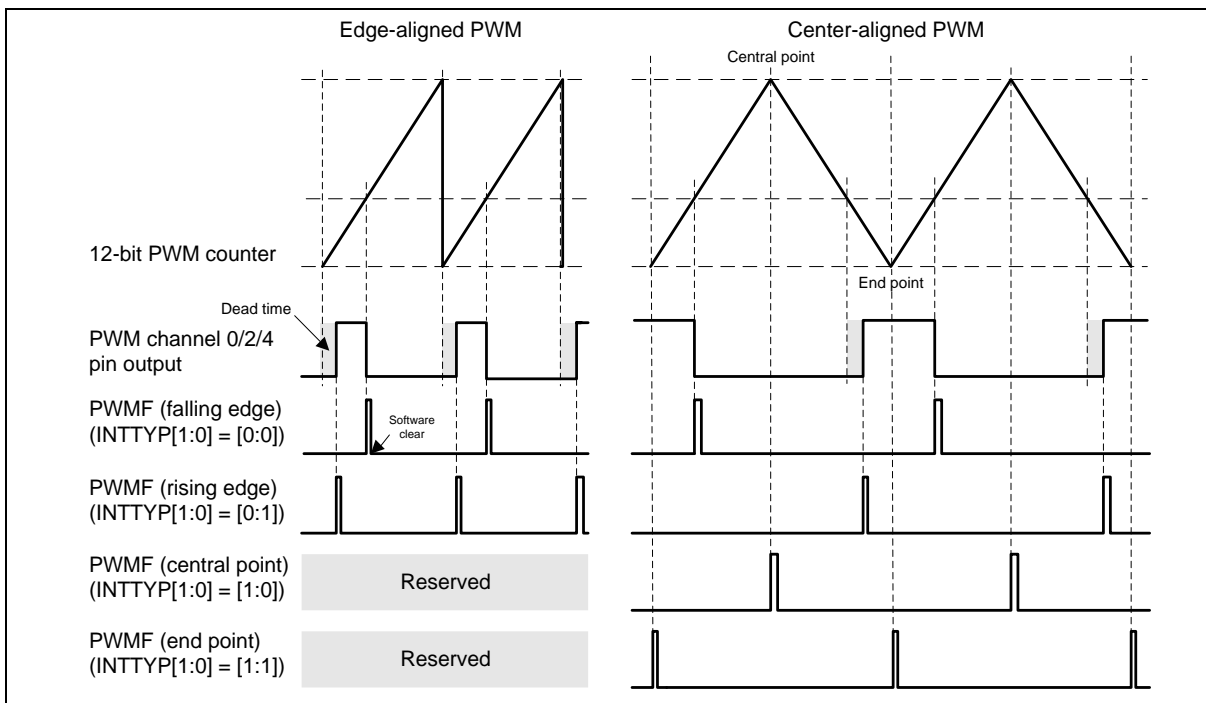 Edge-aligned PWM
Center-aligned PWM
Central point
12-bit PWM counter
End point
Dead time
PWM channel 0/2/4
pin output
PWMF (falling edge)
(INTTYP[1:0] = [0:0])
Software
clear
PWMF (rising edge)
(INTTYP[1:0] = [0:1])
PWMF (central point)
(INTTYP[1:0] = [1:0])
Reserved
PWMF (end point)
(INTTYP[1:0] = [1:1])
Reserved